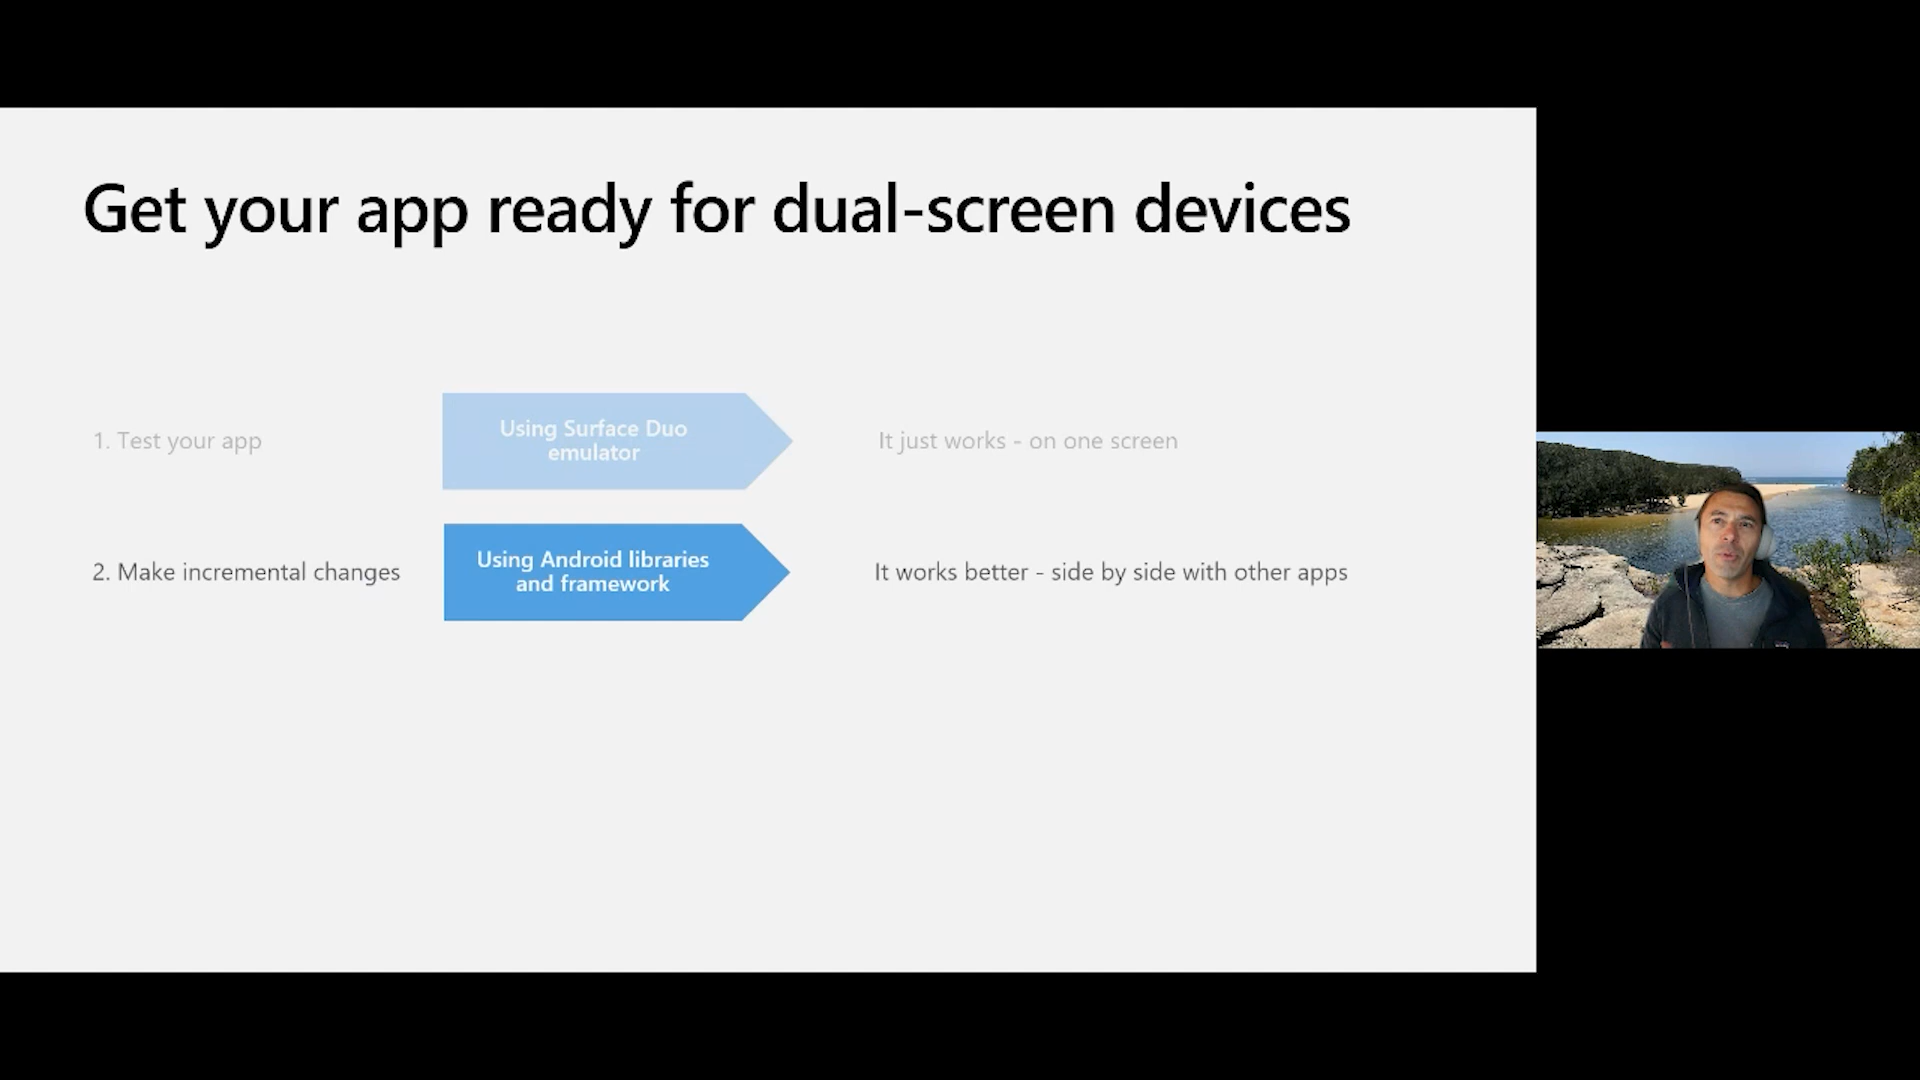 Get your app ready for dual-screen devices
1. Test your app
Using Surface Duo
emulator
It just works - on one screen
2. Make incremental changes
Using Android libraries
and framework
It works better - side by side with other apps